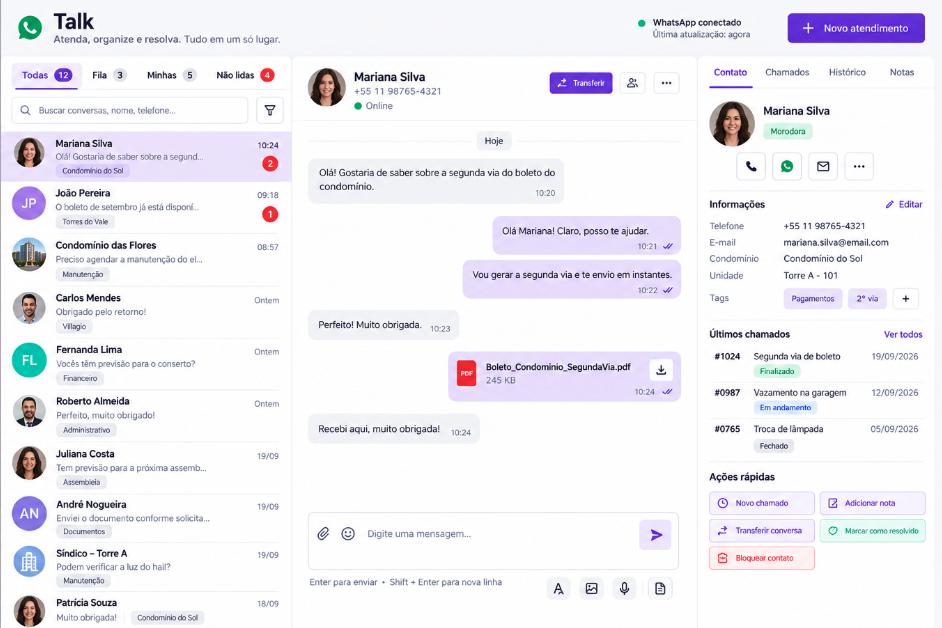 Talk
Atenda, organize e resolva. Tudo em um só lugar.
WhatsApp conectado
Última atualização: agora
+ Novo atendimento
Todas 12
Fila 3
Minhas 5
Não lidas 4
Buscar conversas, nome, telefone...
Mariana Silva 10:24
Olá! Gostaria de saber sobre a segund... 2
Condomínio do Sol
JP
João Pereira 09:18
O boleto de setembro já está disponí... 1
Torres do Vale
Condomínio das Flores 08:57
Preciso agendar a manutenção do el...
Manutenção
Carlos Mendes Ontem
Obrigado pelo retorno!
Villagio
FL
Fernanda Lima Ontem
Vocês têm previsão para o conserto?
Financeiro
Roberto Almeida Ontem
Perfeito, muito obrigado!
Administrativo
Juliana Costa 19/09
Tem previsão para a próxima assemb...
Assembleia
AN
André Nogueira 19/09
Enviei o documento conforme solicita...
Documentos
Síndico – Torre A 19/09
Podem verificar a luz do hall?
Manutenção
Patrícia Souza 18/09
Muito obrigada! Condomínio do Sol
Mariana Silva
+55 11 98765-4321
Online
Transferir
Hoje
Olá! Gostaria de saber sobre a segunda via do boleto do
condomínio.
10:20
Olá Mariana! Claro, posso te ajudar.
10:21
Vou gerar a segunda via e te envio em instantes.
10:22
Perfeito! Muito obrigada. 10:23
PDF
Boleto_Condominio_SegundaVia.pdf
245 KB
10:24
Recebi aqui, muito obrigada! 10:24
Digite uma mensagem...
Enter para enviar • Shift + Enter para nova linha
A
Contato
Chamados
Histórico
Notas
Mariana Silva
Moradora
Informações
Editar
Telefone +55 11 98765-4321
E-mail mariana.silva@email.com
Condomínio Condomínio do Sol
Unidade Torre A - 101
Tags Pagamentos 2ª via +
Últimos chamados Ver todos
#1024 Segunda via de boleto 19/09/2026
Finalizado
#0987 Vazamento na garagem 12/09/2026
Em andamento
#0765 Troca de lâmpada 05/09/2026
Fechado
Ações rápidas
Novo chamado
Adicionar nota
Transferir conversa
Marcar como resolvido
Bloquear contato